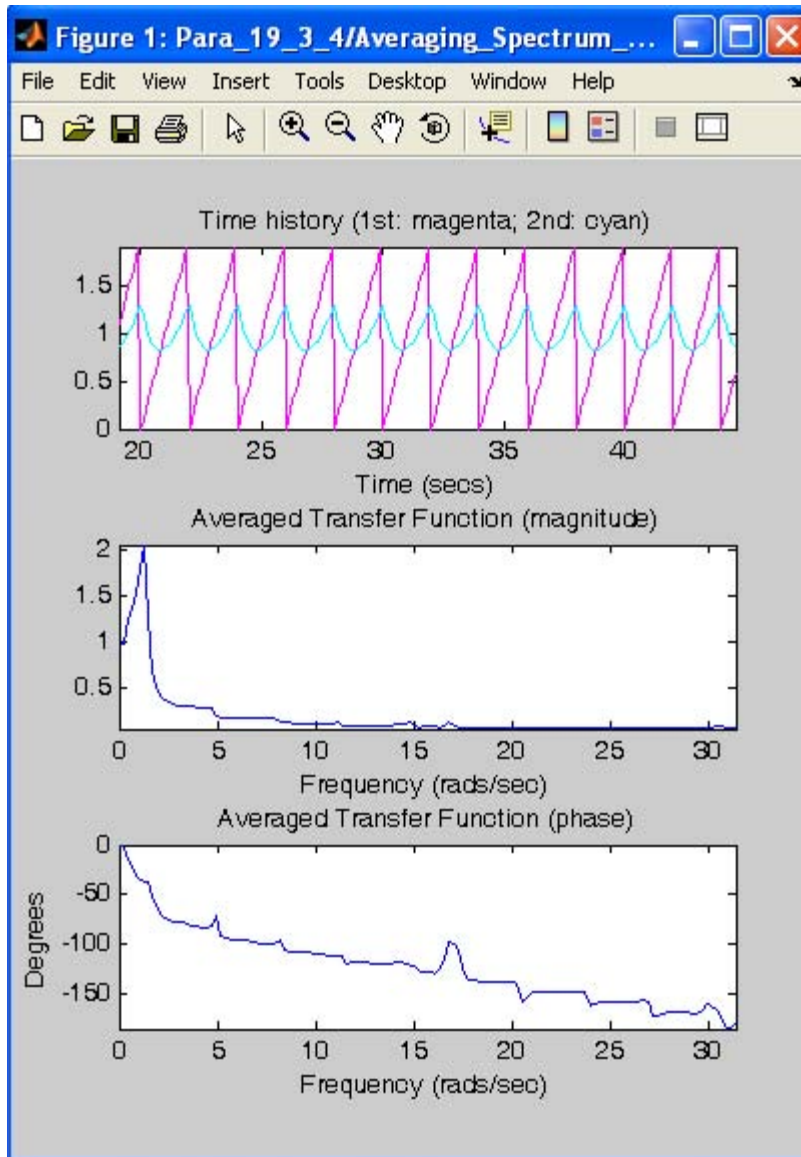 Figure 1: Para_19_3_4/Averaging_Spectrum_...
File Edit View Insert Tools Desktop Window Help
Time history (1st: magenta; 2nd: cyan)
1.5
1
0.5
0
20 25 30 35 40
Time (secs)
Averaged Transfer Function (magnitude)
2
1.5
1
0.5
0 5 10 15 20 25 30
Frequency (rads/sec)
Averaged Transfer Function (phase)
0
-50
-100
-150
Degrees
0 5 10 15 20 25 30
Frequency (rads/sec)